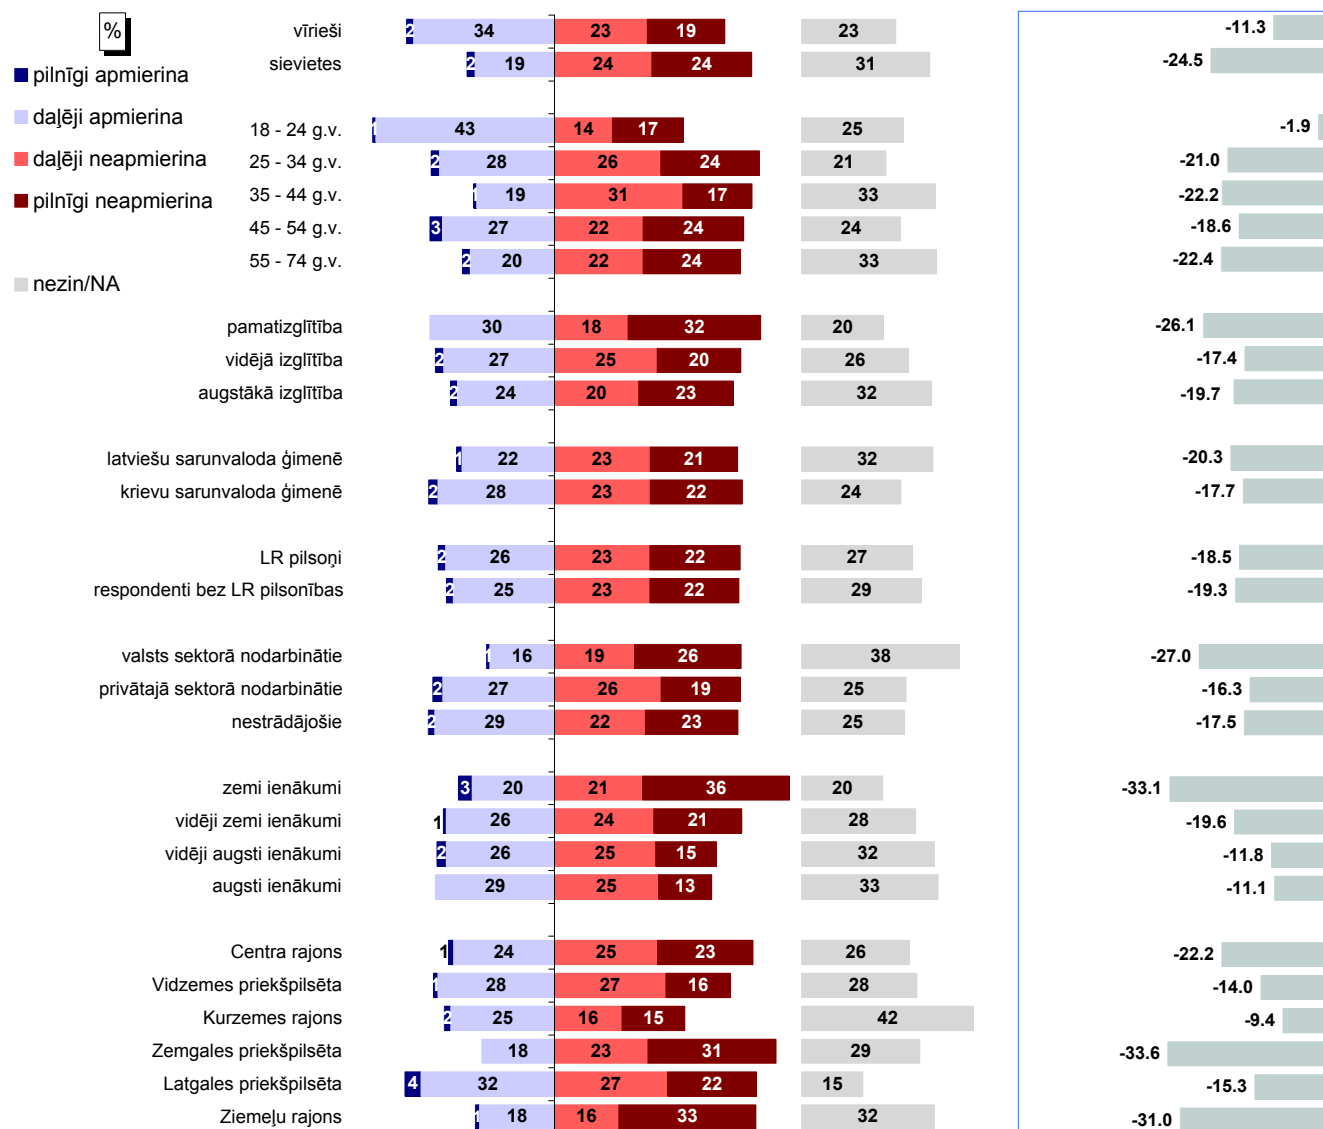 %
pilnīgi apmierina
daļēji apmierina
daļēji neapmierina
pilnīgi neapmierina
nezin/NA
vīrieši 2 34 23 19 23 -11.3
sievietes 2 19 24 24 31 -24.5
18 - 24 g.v. 1 43 14 17 25 -1.9
25 - 34 g.v. 2 28 26 24 21 -21.0
35 - 44 g.v. 1 19 31 17 33 -22.2
45 - 54 g.v. 3 27 22 24 24 -18.6
55 - 74 g.v. 2 20 22 24 33 -22.4
pamatizglītība 30 18 32 20 -26.1
vidējā izglītība 2 27 25 20 26 -17.4
augstākā izglītība 2 24 20 23 32 -19.7
latviešu sarunvaloda ģimenē 1 22 23 21 32 -20.3
krievu sarunvaloda ģimenē 2 28 23 22 24 -17.7
LR pilsoņi 2 26 23 22 27 -18.5
respondenti bez LR pilsonības 2 25 23 22 29 -19.3
valsts sektorā nodarbinātie 1 16 19 26 38 -27.0
privātajā sektorā nodarbinātie 2 27 26 19 25 -16.3
nestrādājošie 2 29 22 23 25 -17.5
zemi ienākumi 3 20 21 36 20 -33.1
vidēji zemi ienākumi 1 26 24 21 28 -19.6
vidēji augsti ienākumi 2 26 25 15 32 -11.8
augsti ienākumi 29 25 13 33 -11.1
Centra rajons 1 24 25 23 26 -22.2
Vidzemes priekšpilsēta 1 28 27 16 28 -14.0
Kurzemes rajons 2 25 16 15 42 -9.4
Zemgales priekšpilsēta 18 23 31 29 -33.6
Latgales priekšpilsēta 4 32 27 22 15 -15.3
Ziemeļu rajons 1 18 16 33 32 -31.0